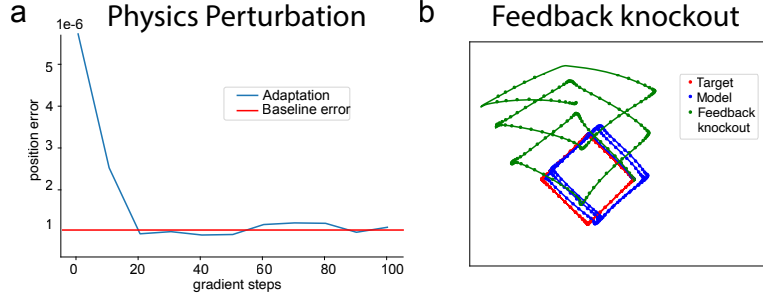 a Physics Perturbation
1e-6
5
4
3
2
1
position error
Adaptation
Baseline error
0 20 40 60 80 100
gradient steps
b Feedback knockout
Target
Model
Feedback
knockout